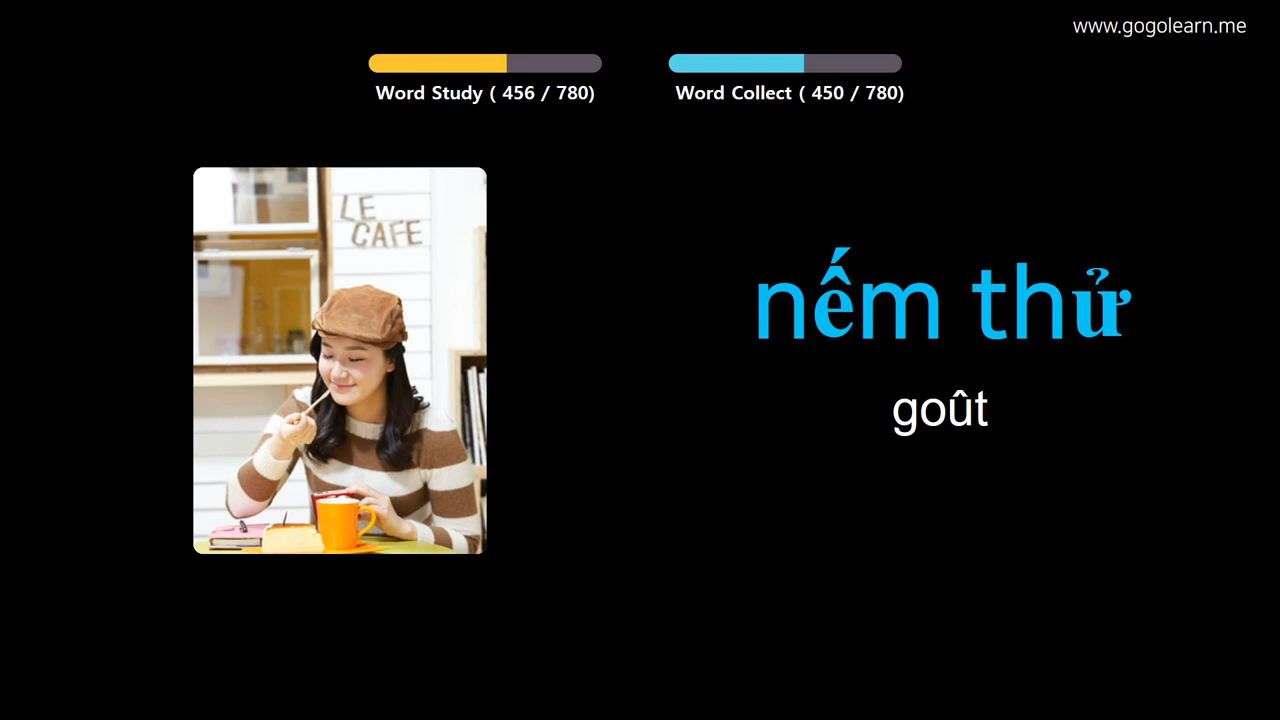 www.gogolearn.me
Word Study ( 456 / 780)
Word Collect ( 450 / 780)
LE
CAFE
nếm thử
goût